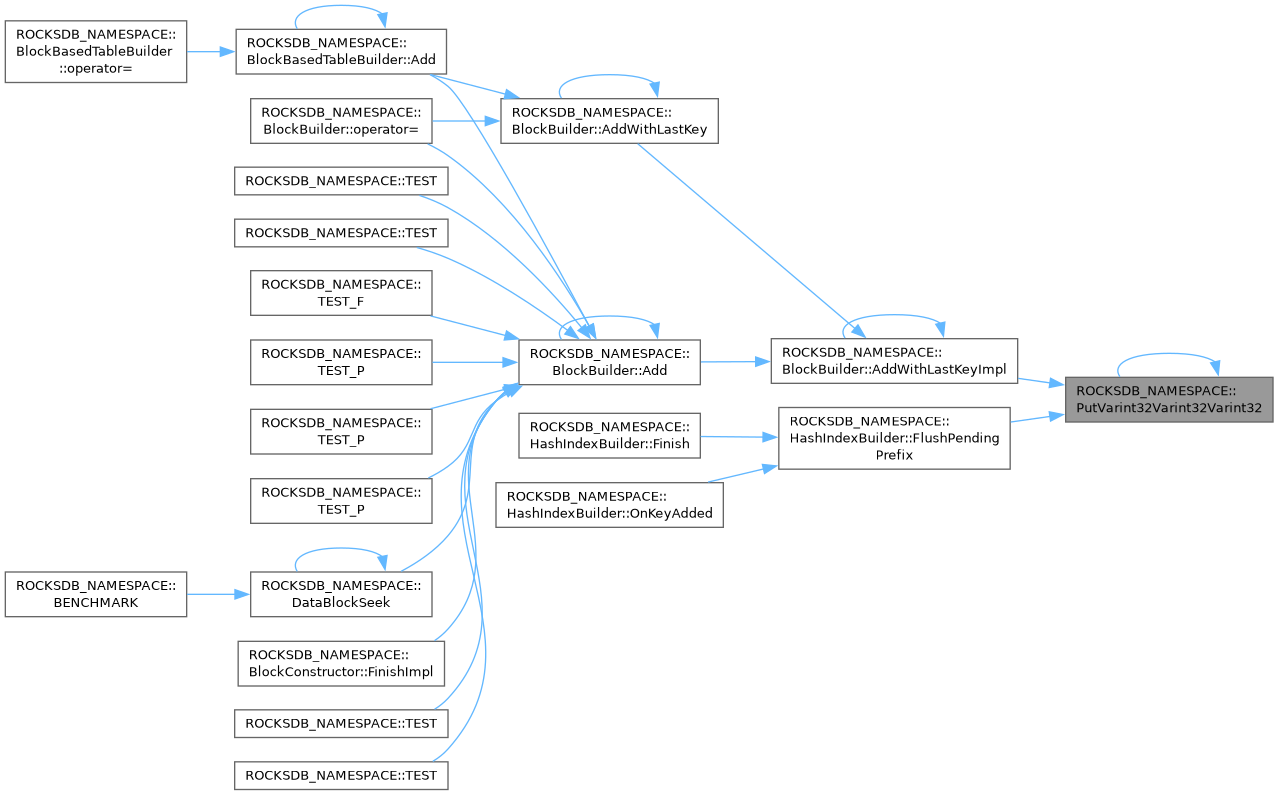 ROCKSDB_NAMESPACE::
BlockBasedTableBuilder
::operator=
ROCKSDB_NAMESPACE::
BlockBasedTableBuilder::Add
ROCKSDB_NAMESPACE::
BlockBuilder::operator=
ROCKSDB_NAMESPACE::
BlockBuilder::AddWithLastKey
ROCKSDB_NAMESPACE::TEST
ROCKSDB_NAMESPACE::TEST
ROCKSDB_NAMESPACE::
TEST_F
ROCKSDB_NAMESPACE::
TEST_P
ROCKSDB_NAMESPACE::
BlockBuilder::Add
ROCKSDB_NAMESPACE::
BlockBuilder::AddWithLastKeyImpl
ROCKSDB_NAMESPACE::
PutVarint32Varint32Varint32
ROCKSDB_NAMESPACE::
TEST_P
ROCKSDB_NAMESPACE::
HashIndexBuilder::Finish
ROCKSDB_NAMESPACE::
HashIndexBuilder::FlushPending
Prefix
ROCKSDB_NAMESPACE::
TEST_P
ROCKSDB_NAMESPACE::
HashIndexBuilder::OnKeyAdded
ROCKSDB_NAMESPACE::
BENCHMARK
ROCKSDB_NAMESPACE::
DataBlockSeek
ROCKSDB_NAMESPACE::
BlockConstructor::FinishImpl
ROCKSDB_NAMESPACE::TEST
ROCKSDB_NAMESPACE::TEST